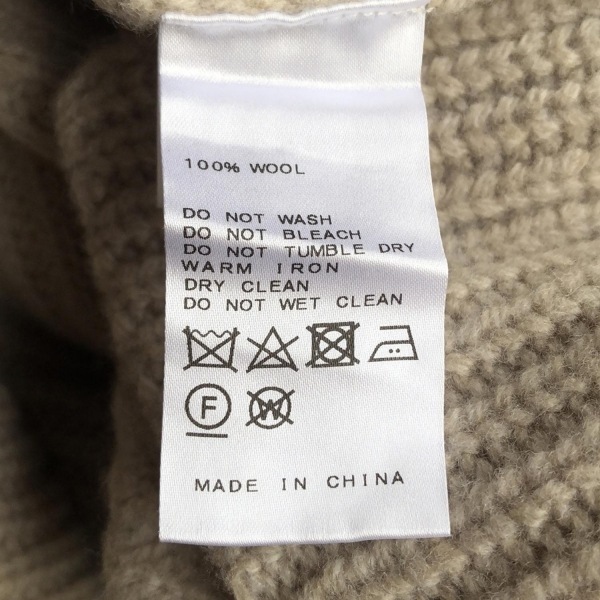 100% WOOL
DO NOT WASH
DO NOT BLEACH
DO NOT TUMBLE DRY
WARM IRON
DRY CLEAN
DO NOT WET CLEAN
F W
MADE IN CHINA